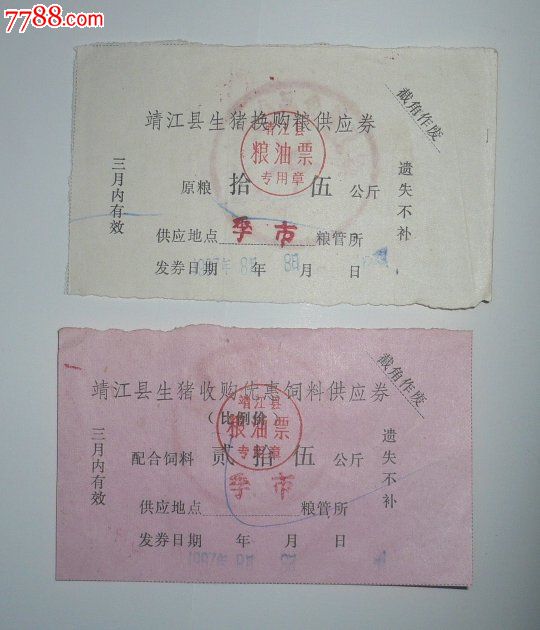 7788.com
靖江县生猪换购粮供应券
截角作废
靖江县
粮油票
专用章
三月内有效
原粮 拾 伍 公斤
遗失不补
供应地点 季市 粮管所
发券日期 年 月 日
靖江县生猪收购优惠饲料供应券
(比例价)
截角作废
靖江县
粮油票
专用章
三月内有效
配合饲料 贰拾伍 公斤
遗失不补
季市
供应地点 粮管所
发券日期 年 月 日